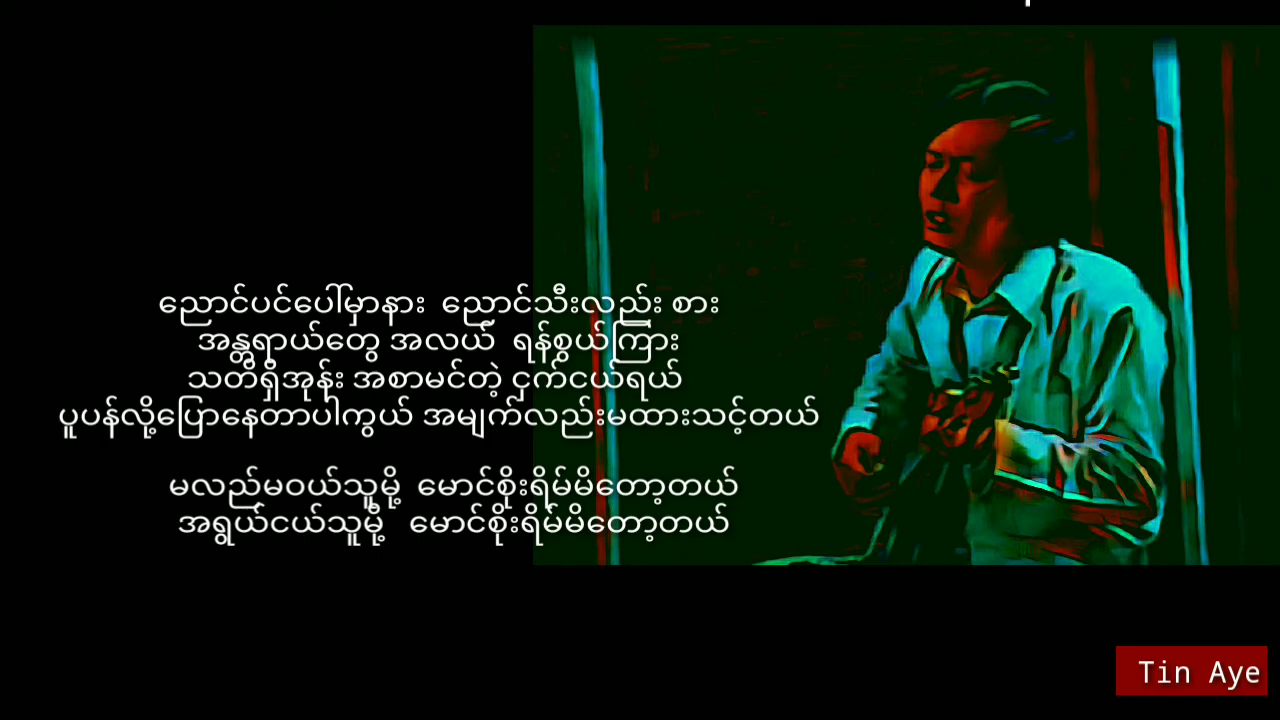 ညောင်ပင်ပေါ်မှာနား ညောင်သီးလည်း စား
အန္တရာယ်တွေ အလယ် ရန်စွယ်ကြား
သတိရှိအုန်း အစာမင်တဲ့ ငှက်ငယ်ရယ်
ပူပန်လို့ပြောနေတာပါကွယ် အမျက်လည်းမထားသင့်တယ်
မလည်မဝယ်သူမို့ မောင်စိုးရိမ်မိတော့တယ်
အရွယ်ငယ်သူမို့ မောင်စိုးရိမ်မိတော့တယ်
Tin Aye